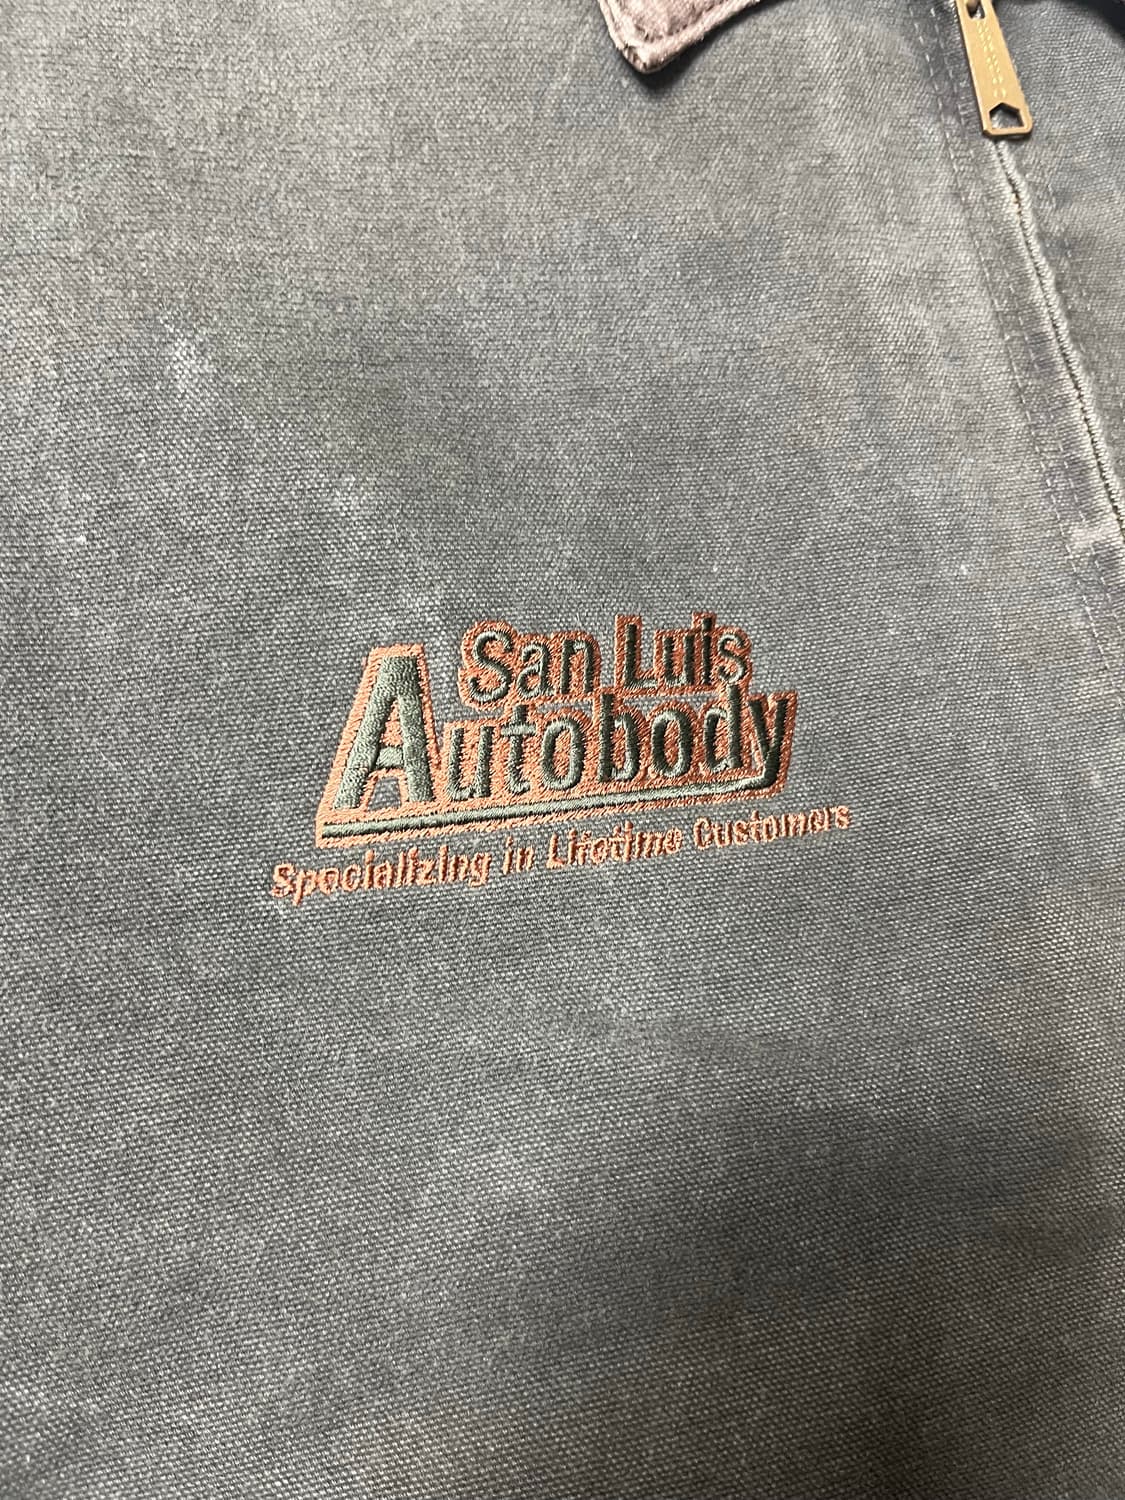 San Luis
Autobody
Specializing in Lifetime Customers